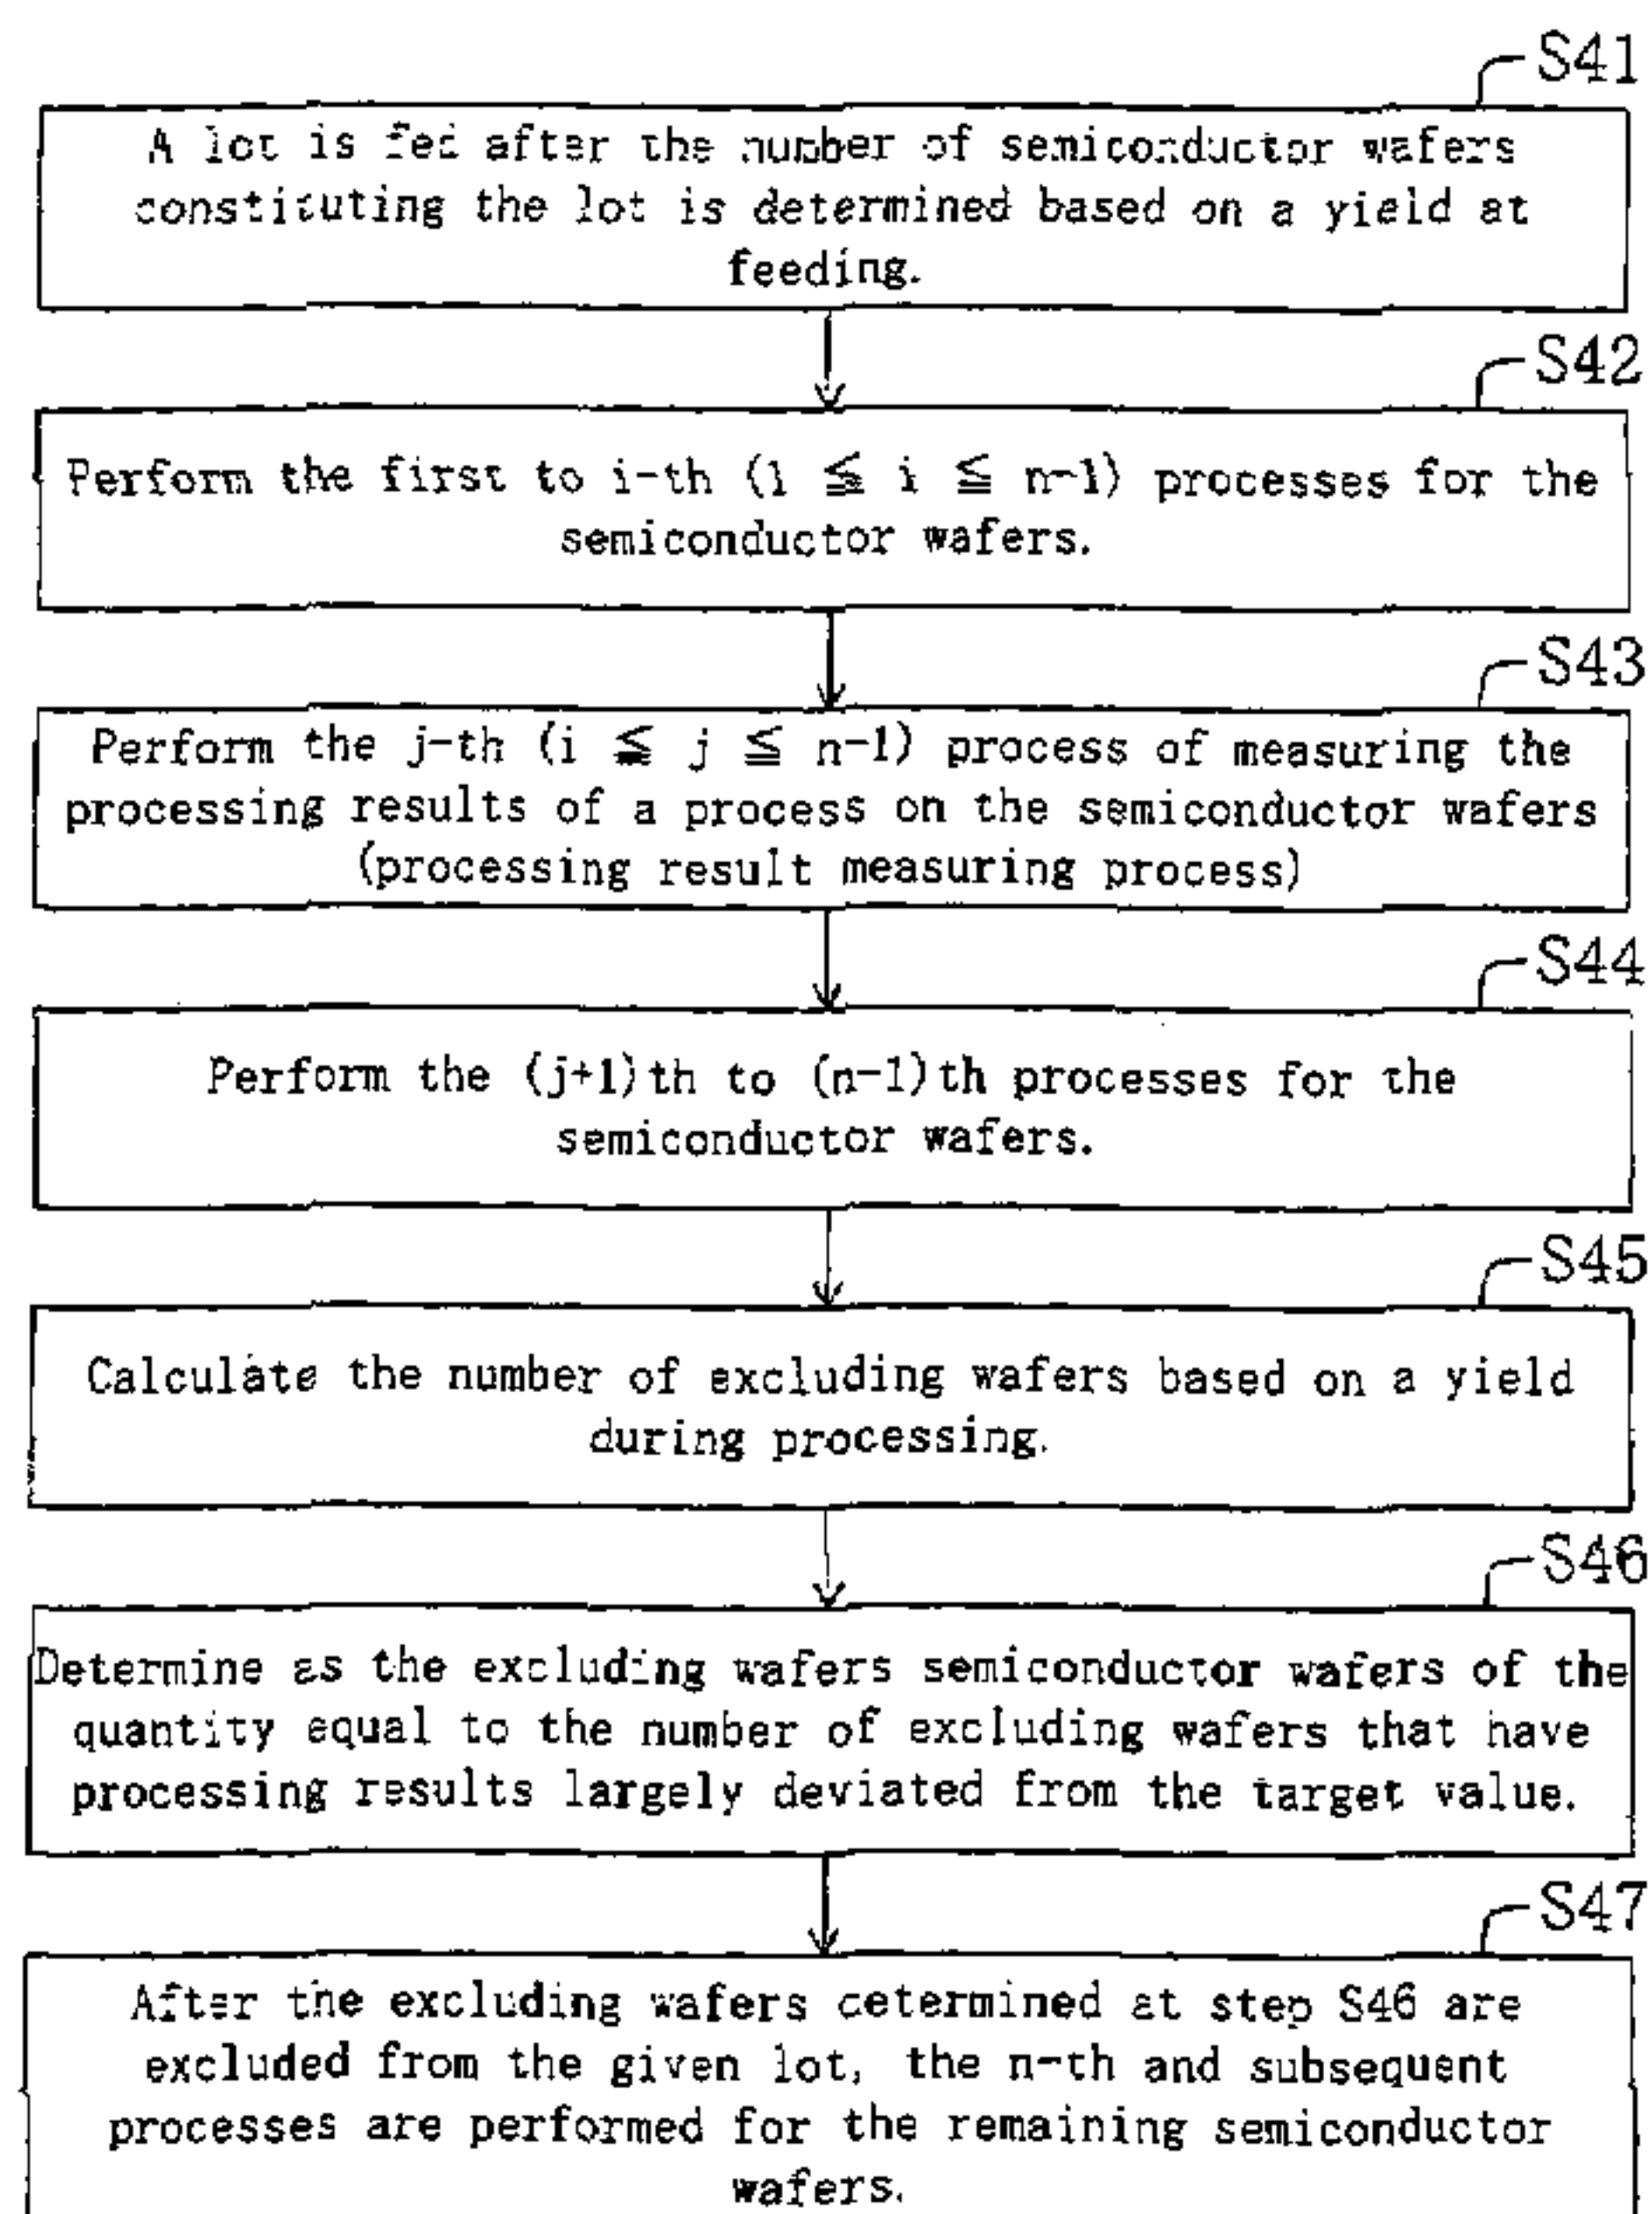 S41
A lot is fed after the number of semiconductor wafers
constituting the lot is determined based on a yield at
feeding.
S42
Perform the first to i-th (1 ≦ i ≦ n-1) processes for the
semiconductor wafers.
S43
Perform the j-th (i ≦ j ≦ n-1) process of measuring the
processing results of a process on the semiconductor wafers
(processing result measuring process)
S44
Perform the (j+1)th to (n-1)th processes for the
semiconductor wafers.
S45
Calculate the number of excluding wafers based on a yield
during processing.
S46
Determine as the excluding wafers semiconductor wafers of the
quantity equal to the number of excluding wafers that have
processing results largely deviated from the target value.
S47
After the excluding wafers determined at step S46 are
excluded from the given lot, the n-th and subsequent
processes are performed for the remaining semiconductor
wafers.